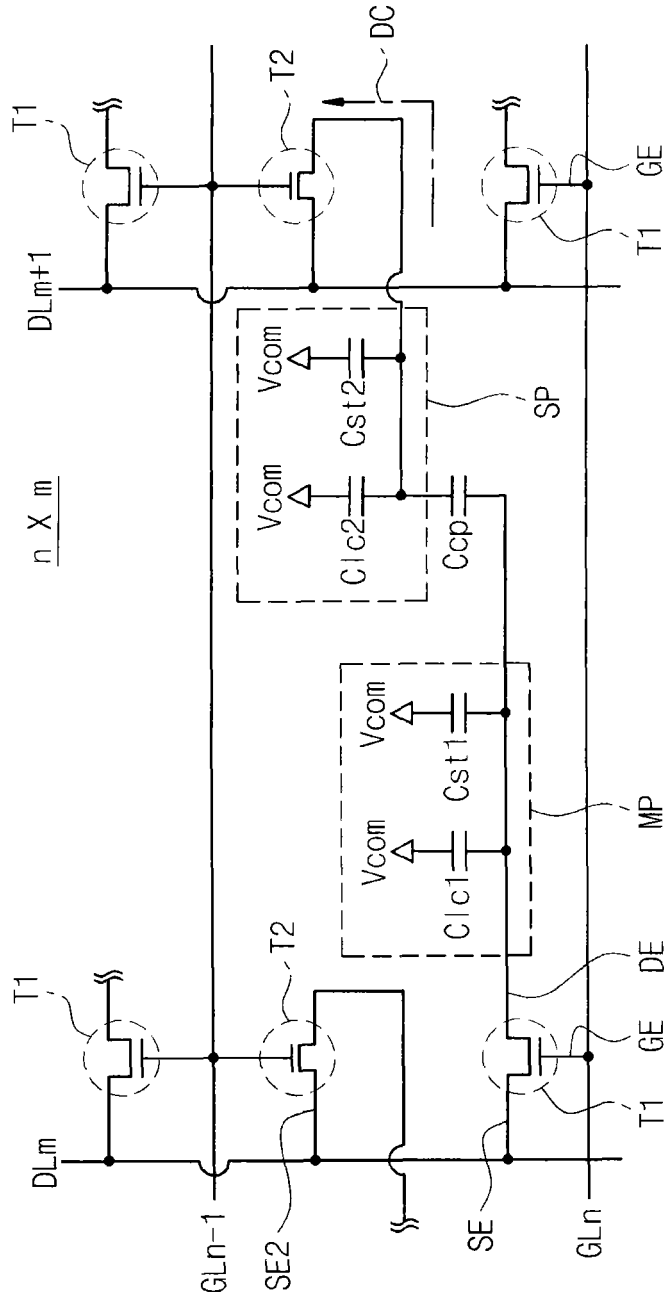 n X m
DLm
DLm+1
T1
T1
GLn-1
T2
T2
DC
SE2
Vcom
Vcom
Clc2
Cst2
SP
Ccp
Vcom
Vcom
Clc1
Cst1
MP
SE
DE
GLn
T1
GE
T1
GE